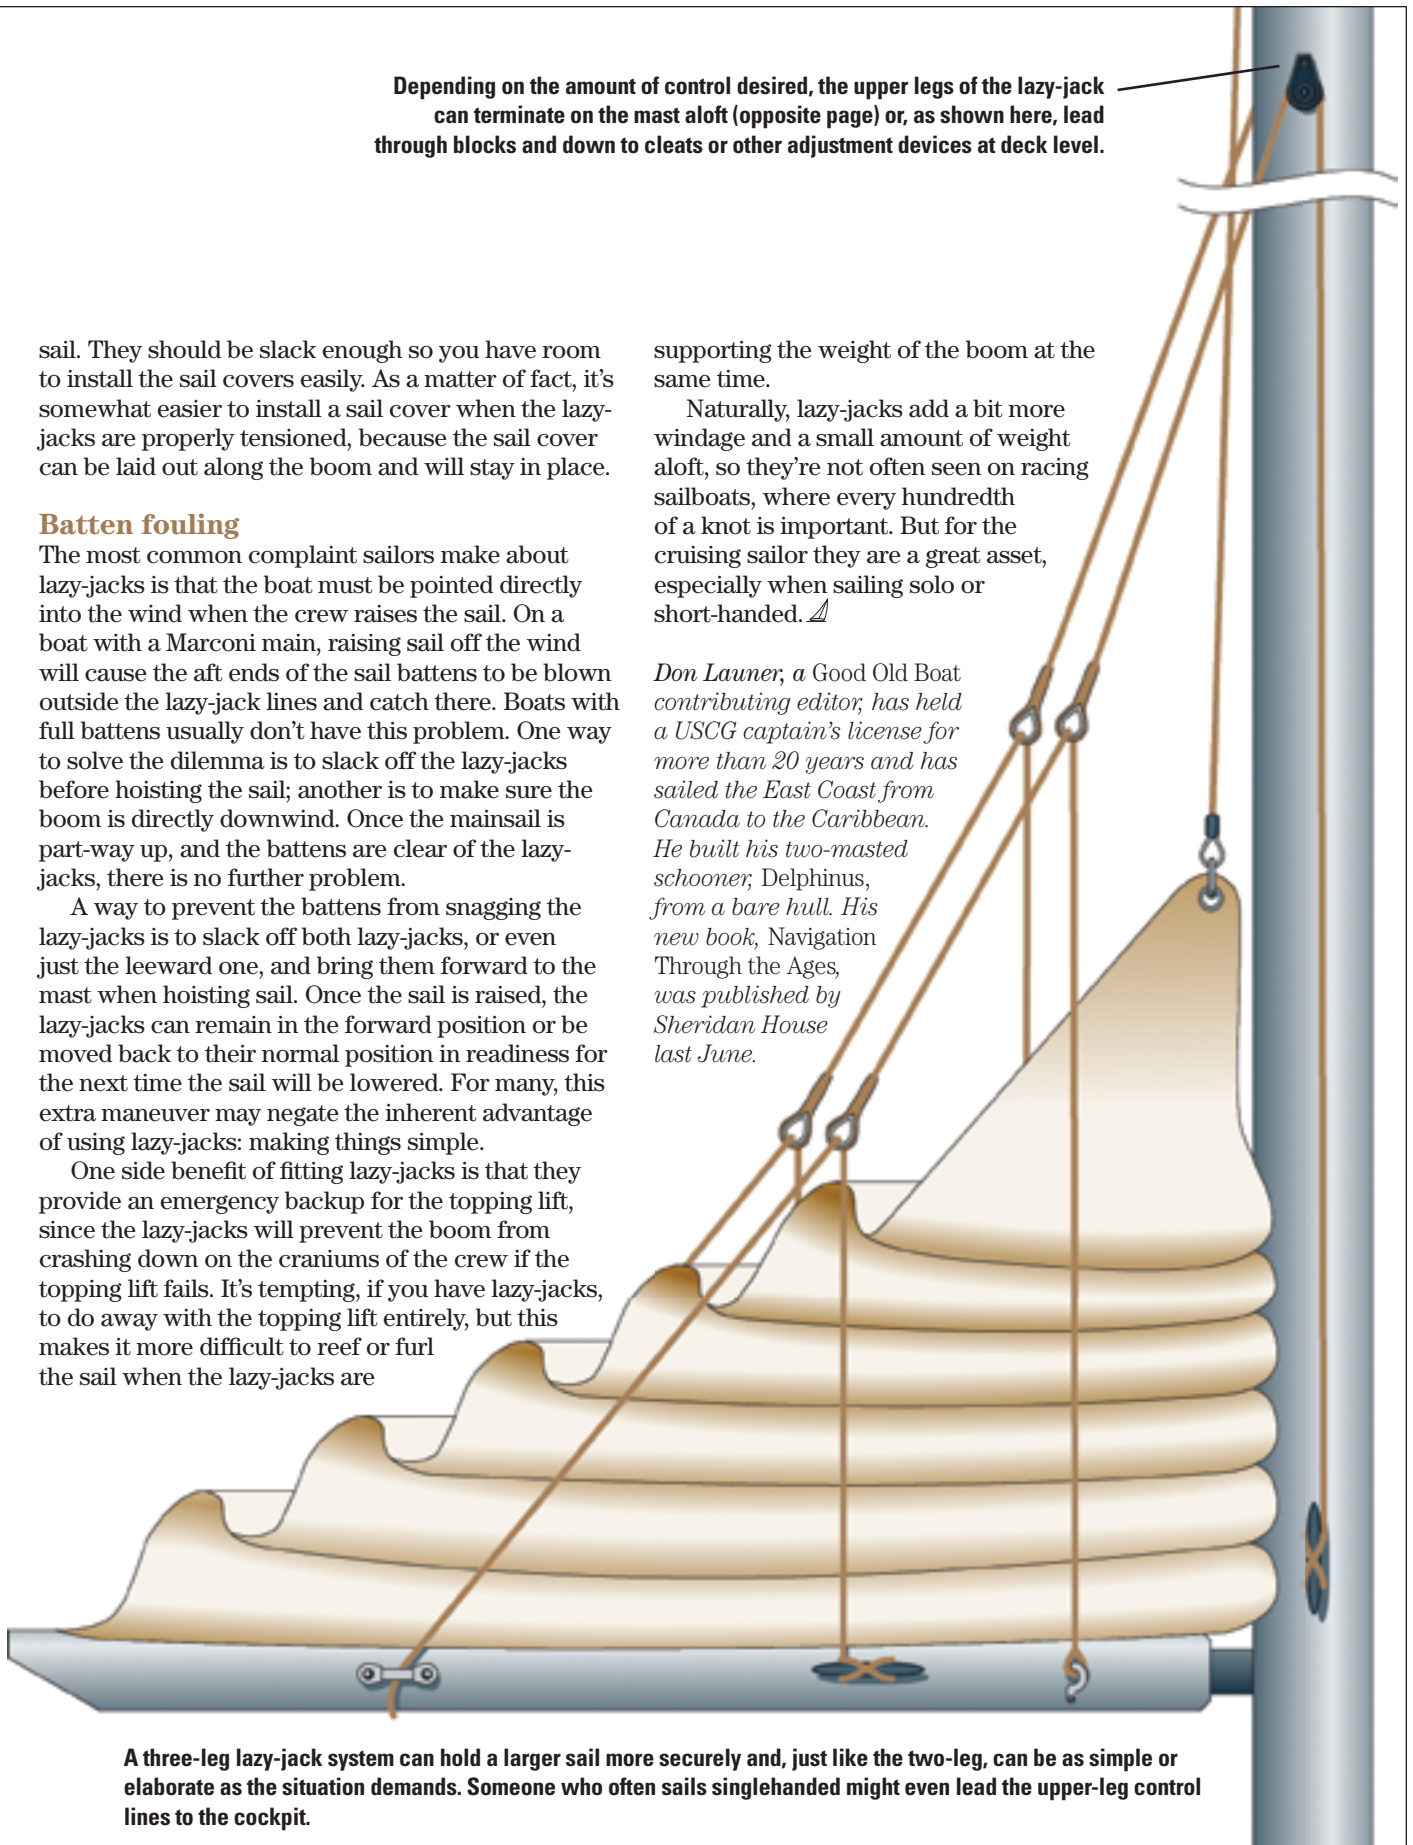 Depending on the amount of control desired, the upper legs of the lazy-jack
can terminate on the mast aloft (opposite page) or, as shown here, lead
through blocks and down to cleats or other adjustment devices at deck level.
sail. They should be slack enough so you have room
to install the sail covers easily. As a matter of fact, it's
somewhat easier to install a sail cover when the lazy-
jacks are properly tensioned, because the sail cover
can be laid out along the boom and will stay in place.
Batten fouling
The most common complaint sailors make about
lazy-jacks is that the boat must be pointed directly
into the wind when the crew raises the sail. On a
boat with a Marconi main, raising sail off the wind
will cause the aft ends of the sail battens to be blown
outside the lazy-jack lines and catch there. Boats with
full battens usually don't have this problem. One way
to solve the dilemma is to slack off the lazy-jacks
before hoisting the sail; another is to make sure the
boom is directly downwind. Once the mainsail is
part-way up, and the battens are clear of the lazy-
jacks, there is no further problem.
A way to prevent the battens from snagging the
lazy-jacks is to slack off both lazy-jacks, or even
just the leeward one, and bring them forward to the
mast when hoisting sail. Once the sail is raised, the
lazy-jacks can remain in the forward position or be
moved back to their normal position in readiness for
the next time the sail will be lowered. For many, this
extra maneuver may negate the inherent advantage
of using lazy-jacks: making things simple.
One side benefit of fitting lazy-jacks is that they
provide an emergency backup for the topping lift,
since the lazy-jacks will prevent the boom from
crashing down on the craniums of the crew if the
topping lift fails. It's tempting, if you have lazy-jacks,
to do away with the topping lift entirely, but this
makes it more difficult to reef or furl
the sail when the lazy-jacks are
supporting the weight of the boom at the
same time.
Naturally, lazy-jacks add a bit more
windage and a small amount of weight
aloft, so they're not often seen on racing
sailboats, where every hundredth
of a knot is important. But for the
cruising sailor they are a great asset,
especially when sailing solo or
short-handed.
Don Launer, a Good Old Boat
contributing editor, has held
a USCG captain's license for
more than 20 years and has
sailed the East Coast from
Canada to the Caribbean.
He built his two-masted
schooner, Delphinus,
from a bare hull. His
new book, Navigation
Through the Ages,
was published by
Sheridan House
last June.
A three-leg lazy-jack system can hold a larger sail more securely and, just like the two-leg, can be as simple or
elaborate as the situation demands. Someone who often sails singlehanded might even lead the upper-leg control
lines to the cockpit.